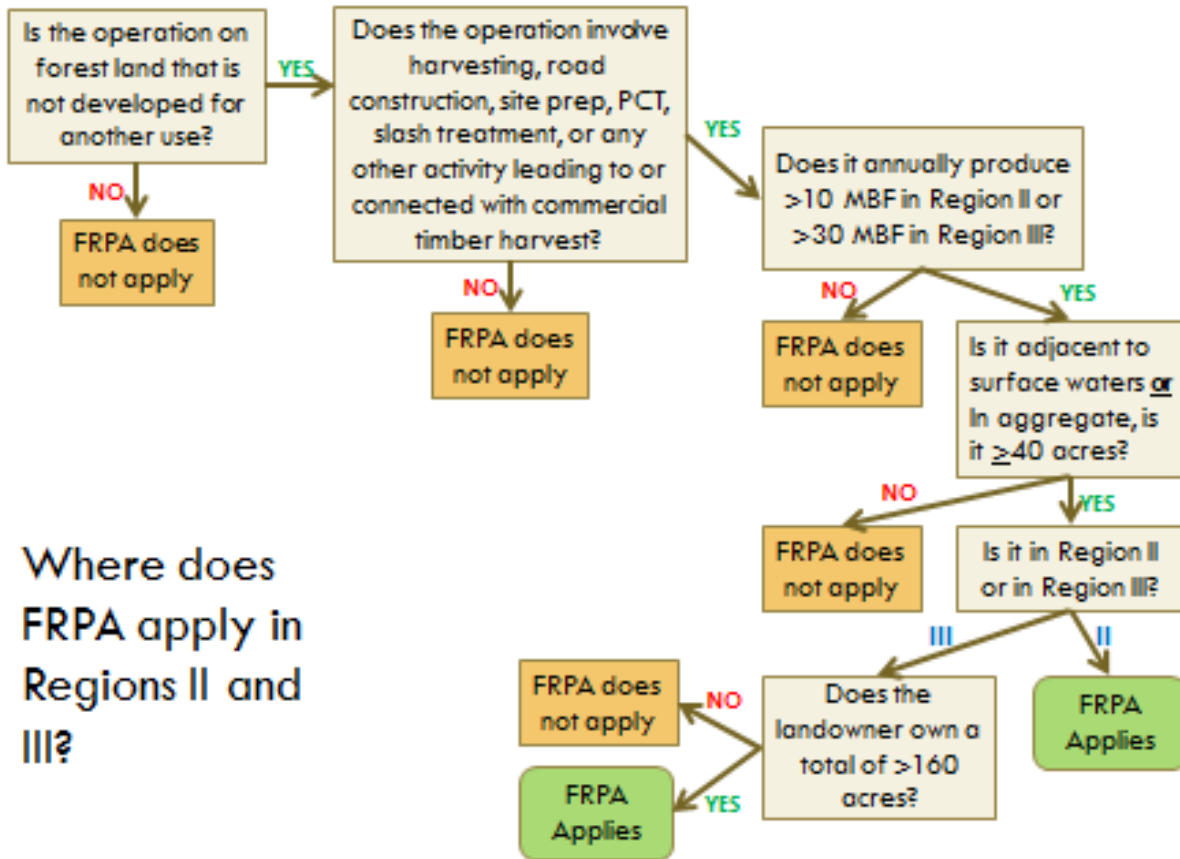 Is the operation on
forest land that is
not developed for
another use?
YES
Does the operation involve
harvesting, road
construction, site prep, PCT,
slash treatment, or any
other activity leading to or
connected with commercial
timber harvest?
YES
Does it annually produce
>10 MBF in Region II or
>30 MBF in Region III?
NO
FRPA does
not apply
NO
FRPA does
not apply
NO
FRPA does
not apply
YES
Is it adjacent to
surface waters or
In aggregate, is
it ≥40 acres?
NO
FRPA does
not apply
YES
Is it in Region II
or in Region III?
III
II
Where does
FRPA apply in
Regions II and
III?
FRPA does
not apply
NO
Does the
landowner own a
total of >160
acres?
FRPA
Applies
YES
FRPA
Applies